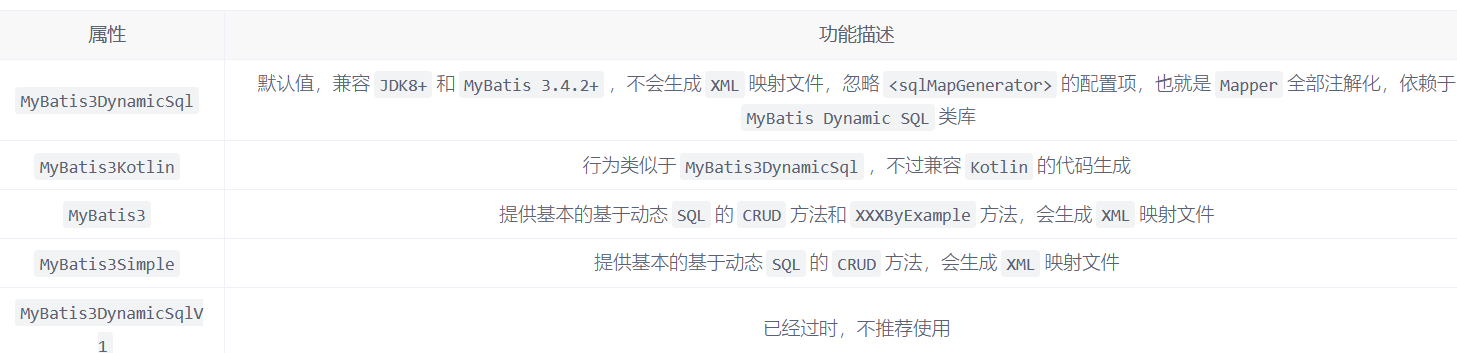 属性 功能描述
默认值，兼容 JDK8+ 和 MyBatis 3.4.2+ ，不会生成 XML 映射文件，忽略 <sqlMapGenerator> 的配置项，也就是 Mapper 全部注解化，依赖于
MyBatis3DynamicSql
MyBatis Dynamic SQL 类库
MyBatis3Kotlin 行为类似于 MyBatis3DynamicSql ，不过兼容 Kotlin 的代码生成
MyBatis3 提供基本的基于动态 SQL 的 CRUD 方法和 XXXByExample 方法，会生成 XML 映射文件
MyBatis3Simple 提供基本的基于动态 SQL 的 CRUD 方法，会生成 XML 映射文件
MyBatis3DynamicSqlV
1
已经过时，不推荐使用